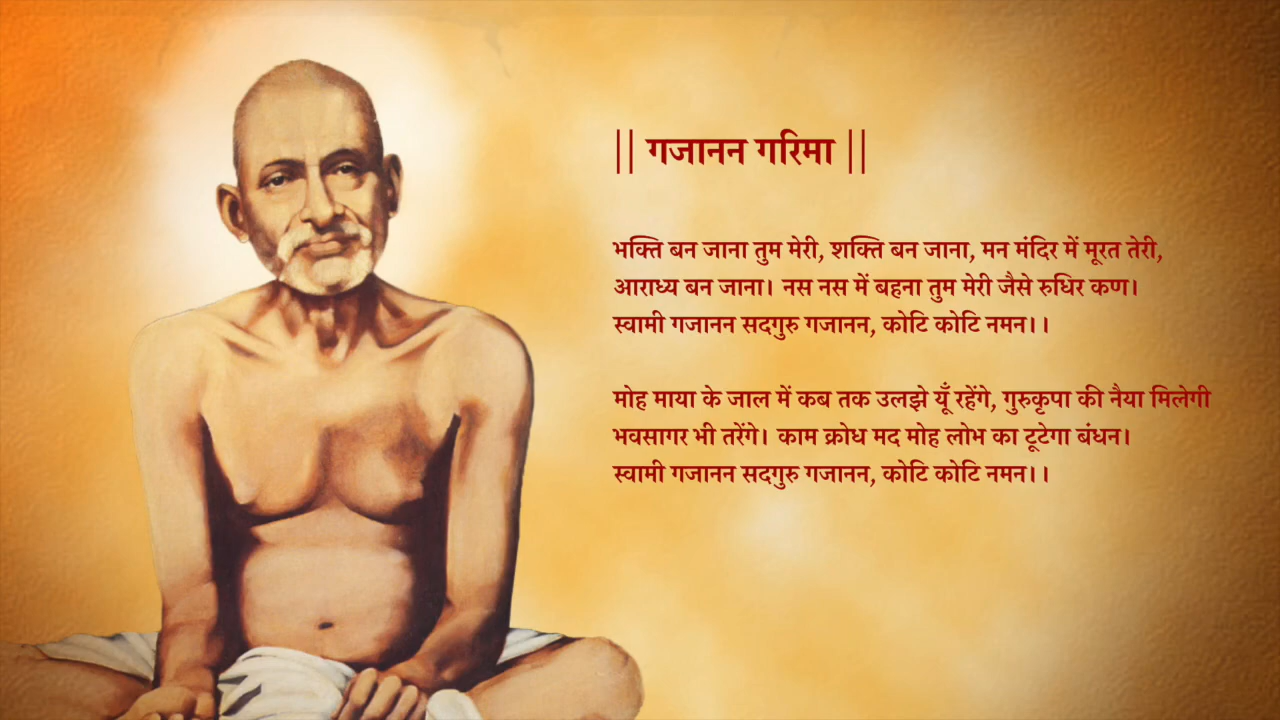 || गजानन गरिमा ||
भक्ति बन जाना तुम मेरी, शक्ति बन जाना, मन मंदिर में मूरत तेरी,
आराध्य बन जाना। नस नस में बहना तुम मेरी जैसे रुधिर कण।
स्वामी गजानन सदगुरु गजानन, कोटि कोटि नमन।।
मोह माया के जाल में कब तक उलझे यूँ रहेंगे, गुरुकृपा की नैया मिलेगी
भवसागर भी तरेंगे। काम क्रोध मद मोह लोभ का टूटेगा बंधन।
स्वामी गजानन सदगुरु गजानन, कोटि कोटि नमन।।